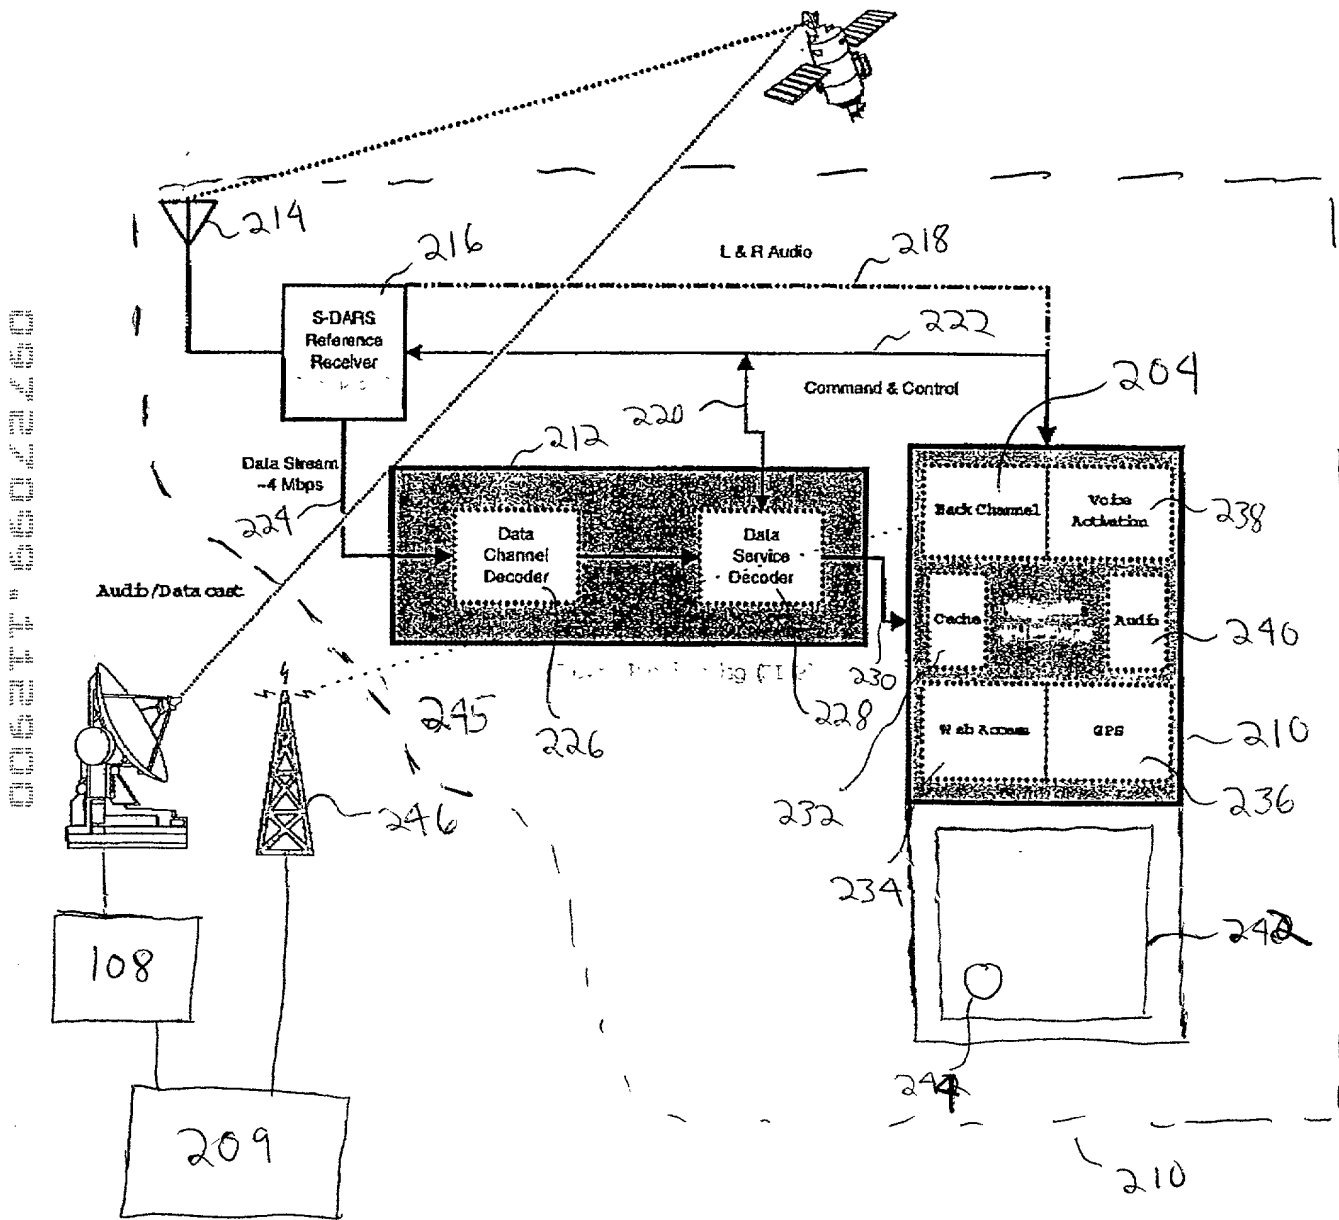 214
216
L & R Audio
218
S-DARS
Reference
Receiver
222
204
Command & Control
220
212
Data Stream
~4 Mbps
224
Back Channel
Voice
Activation
238
Data
Channel
Decoder
Data
Service
Decoder
Audio/Data cast
Cache
Audio
240
230
245
226
228
Web Access
GPS
210
246
232
236
234
108
242
244
209
210
09727099.112900